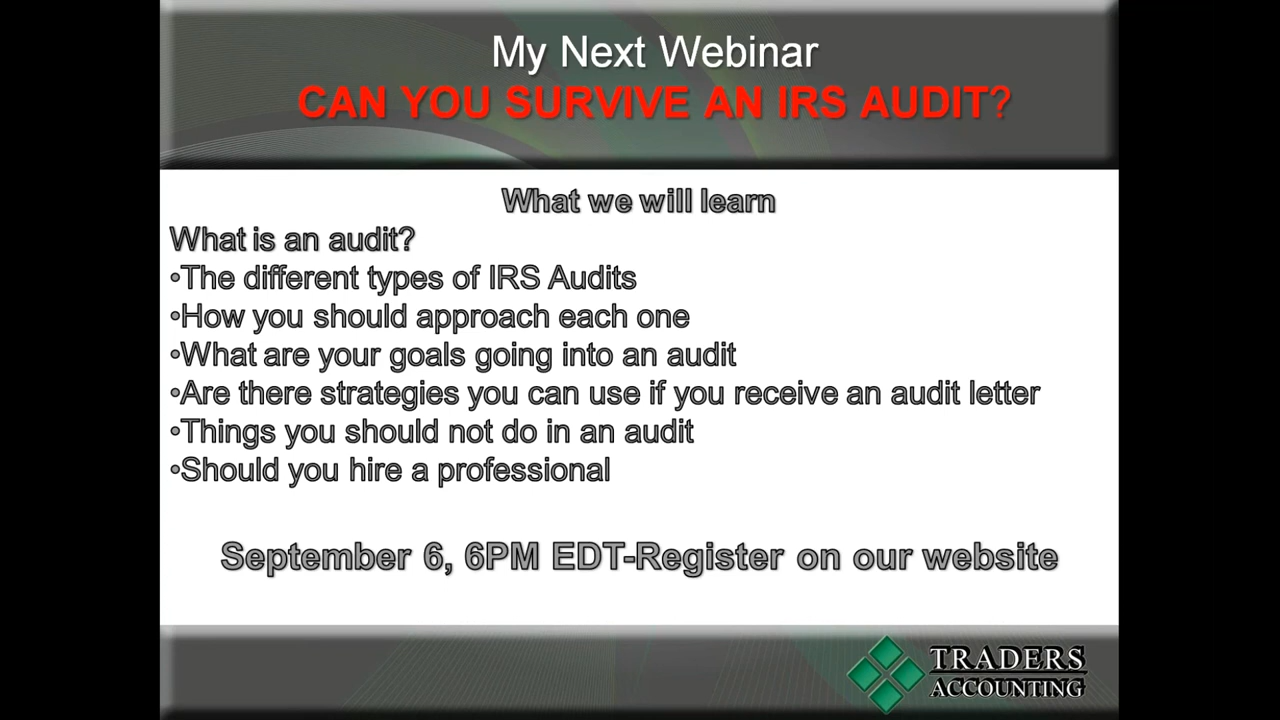 My Next Webinar
CAN YOU SURVIVE AN IRS AUDIT?
What we will learn
What is an audit?
•The different types of IRS Audits
•How you should approach each one
•What are your goals going into an audit
•Are there strategies you can use if you receive an audit letter
•Things you should not do in an audit
•Should you hire a professional
September 6, 6PM EDT-Register on our website
TRADERS
ACCOUNTING